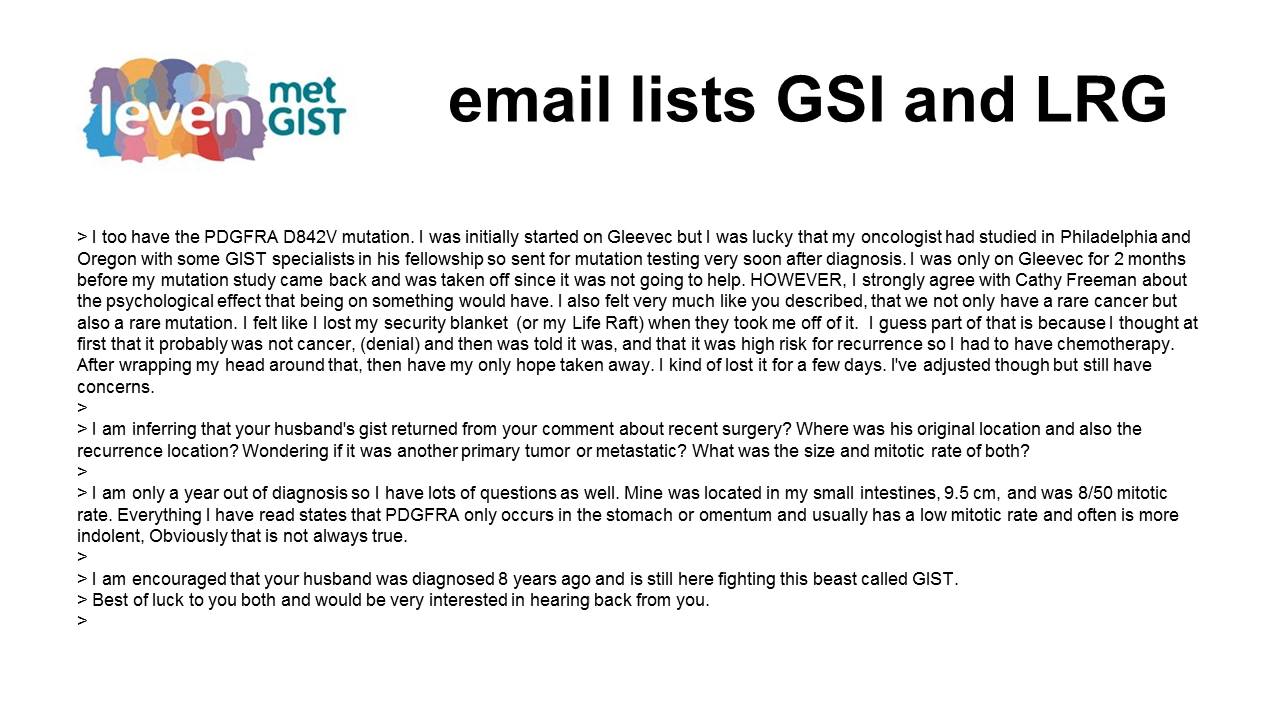 leven met GIST
email lists GSI and LRG
> I too have the PDGFRA D842V mutation. I was initially started on Gleevec but I was lucky that my oncologist had studied in Philadelphia and
Oregon with some GIST specialists in his fellowship so sent for mutation testing very soon after diagnosis. I was only on Gleevec for 2 months
before my mutation study came back and was taken off since it was not going to help. HOWEVER, I strongly agree with Cathy Freeman about
the psychological effect that being on something would have. I also felt very much like you described, that we not only have a rare cancer but
also a rare mutation. I felt like I lost my security blanket  (or my Life Raft) when they took me off of it.  I guess part of that is because I thought at
first that it probably was not cancer, (denial) and then was told it was, and that it was high risk for recurrence so I had to have chemotherapy.
After wrapping my head around that, then have my only hope taken away. I kind of lost it for a few days. I've adjusted though but still have
concerns.
>
> I am inferring that your husband's gist returned from your comment about recent surgery? Where was his original location and also the
recurrence location? Wondering if it was another primary tumor or metastatic? What was the size and mitotic rate of both?
>
> I am only a year out of diagnosis so I have lots of questions as well. Mine was located in my small intestines, 9.5 cm, and was 8/50 mitotic
rate. Everything I have read states that PDGFRA only occurs in the stomach or omentum and usually has a low mitotic rate and often is more
indolent, Obviously that is not always true.
>
> I am encouraged that your husband was diagnosed 8 years ago and is still here fighting this beast called GIST.
> Best of luck to you both and would be very interested in hearing back from you.
>